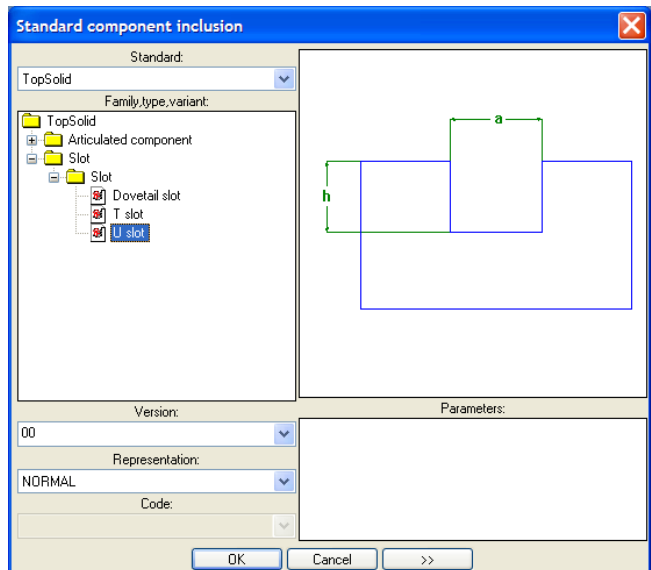 Standard component inclusion
Standard:
TopSolid
Family,type,variant:
TopSolid
Articulated component
Slot
Slot
Dovetail slot
T slot
U slot
a
h
Version:
00
Representation:
NORMAL
Code:
Parameters:
OK
Cancel
>>